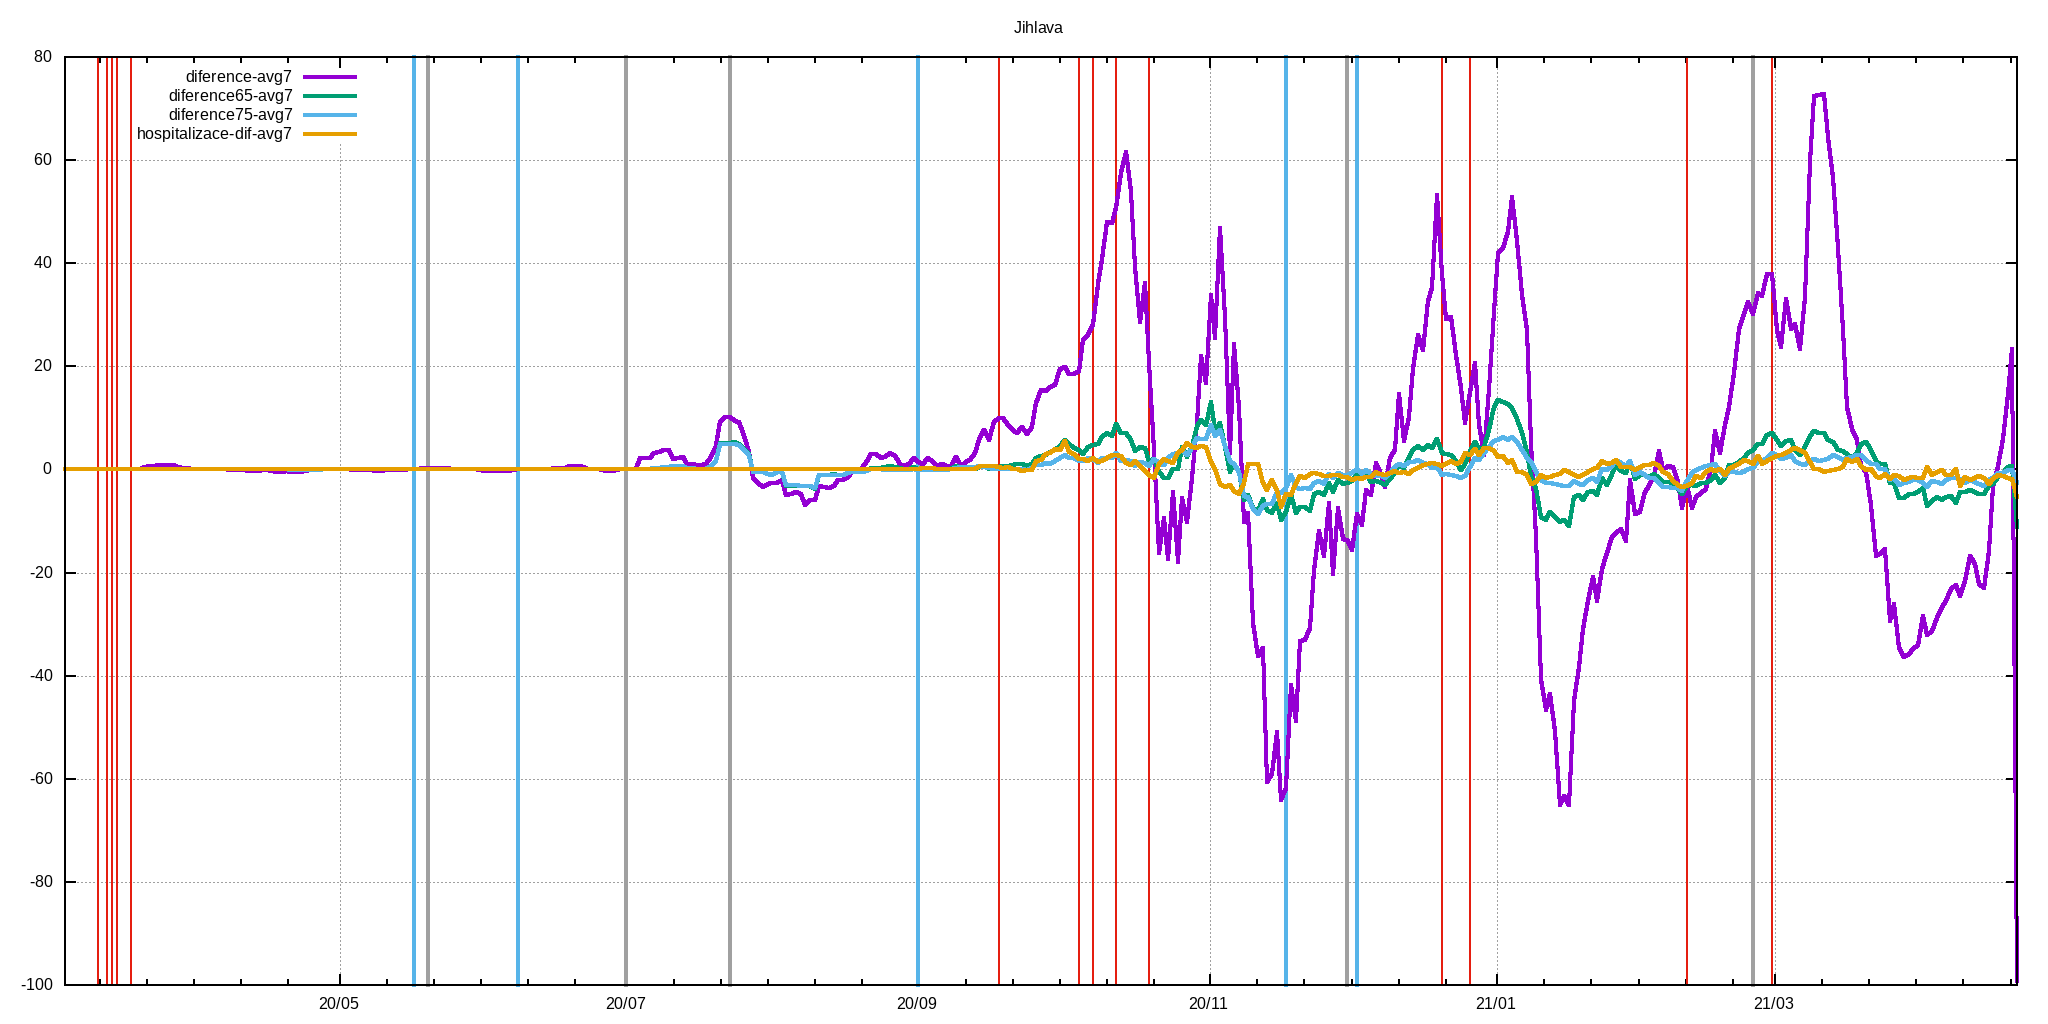 Jihlava
diference-avg7
diference65-avg7
diference75-avg7
hospitalizace-dif-avg7
80
60
40
20
0
-20
-40
-60
-80
-100
20/05 20/07 20/09 20/11 21/01 21/03